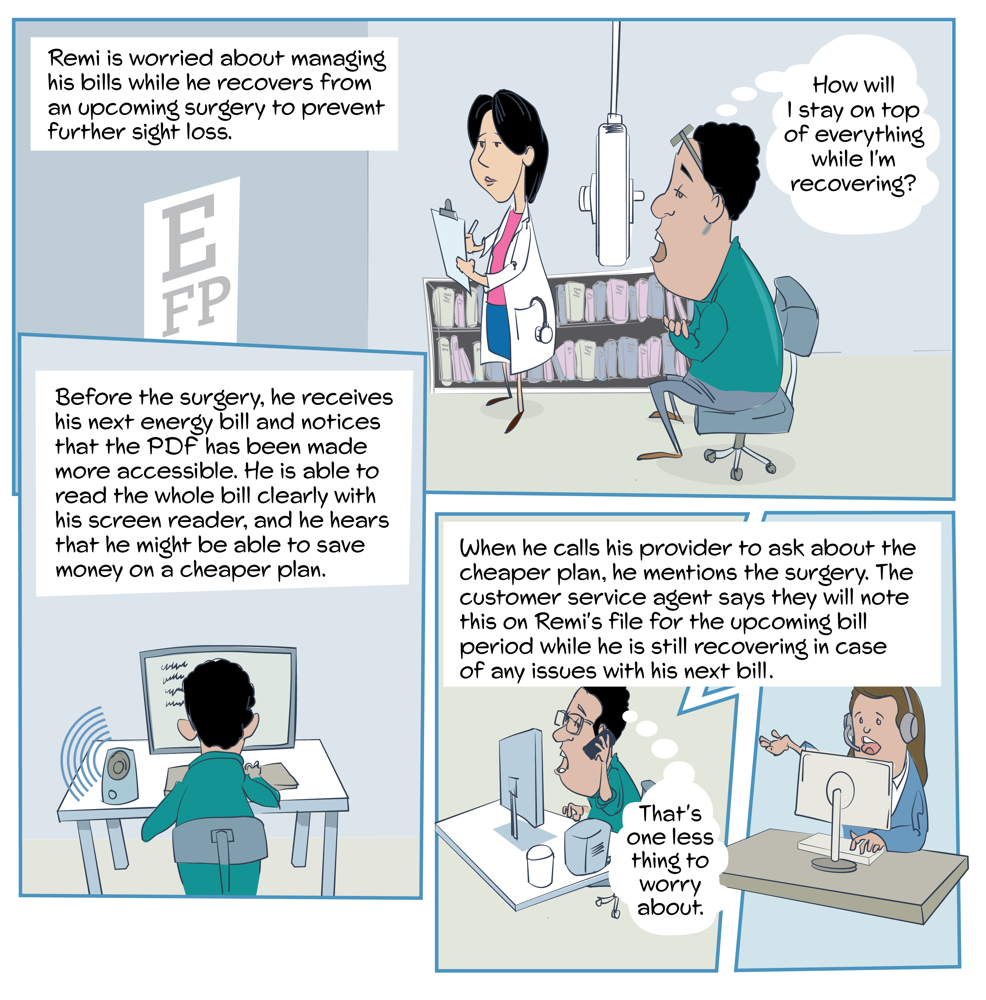 Remi is worried about managing
his bills while he recovers from
an upcoming surgery to prevent
further sight loss.
How will
I stay on top
of everything
while I'm
recovering?
E
FP
Before the surgery, he receives
his next energy bill and notices
that the PDF has been made
more accessible. He is able to
read the whole bill clearly with
his screen reader, and he hears
that he might be able to save
money on a cheaper plan.
When he calls his provider to ask about the
cheaper plan, he mentions the surgery. The
customer service agent says they will note
this on Remi's file for the upcoming bill
period while he is still recovering in case
of any issues with his next bill.
That's
one less
thing to
worry
about.